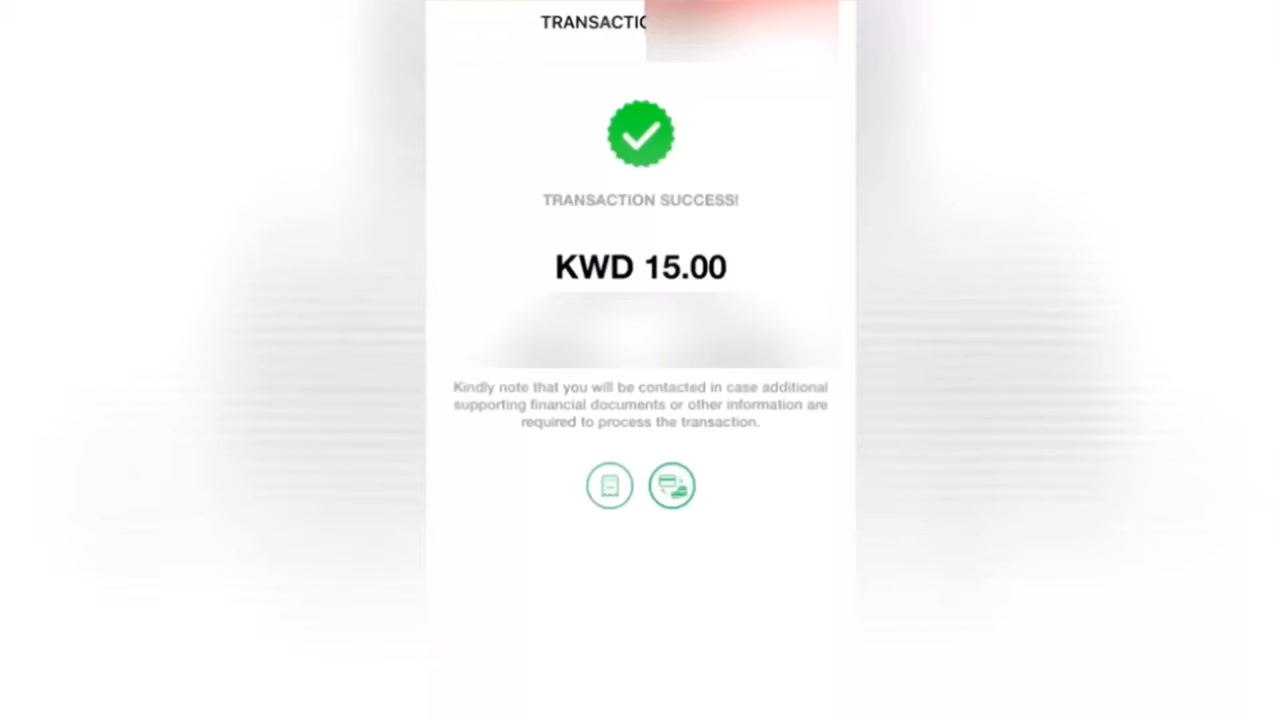 TRANSACTIO
TRANSACTION SUCCESS!
KWD 15.00
Kindly note that you will be contacted in case additional
supporting financial documents or other information are
required to process the transaction.